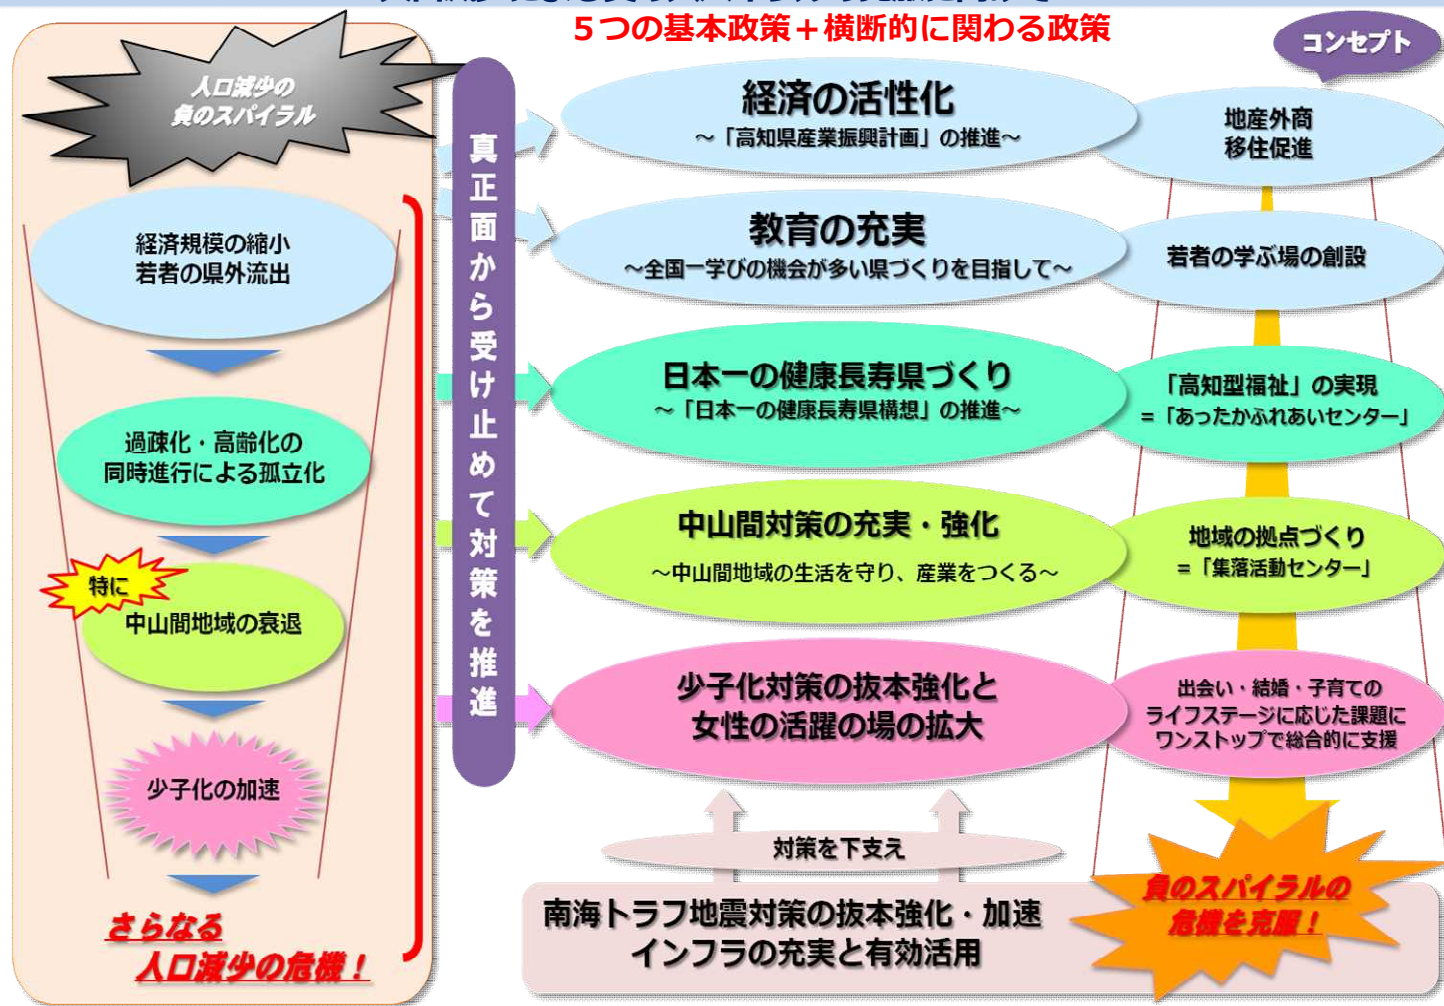 ５つの基本政策＋横断的に関わる政策
コンセプト
人口減少の
負のスパイラル
経済規模の縮小
若者の県外流出
過疎化・高齢化の
同時進行による孤立化
特に
中山間地域の衰退
少子化の加速
さらなる
人口減少の危機！
真正面から受け止めて対策を推進
経済の活性化
～「高知県産業振興計画」の推進～
地産外商
移住促進
教育の充実
～全国一学びの機会が多い県づくりを目指して～
若者の学ぶ場の創設
日本一の健康長寿県づくり
～「日本一の健康長寿県構想」の推進～
「高知型福祉」の実現
＝「あったかふれあいセンター」
中山間対策の充実・強化
～中山間地域の生活を守り、産業をつくる～
地域の拠点づくり
＝「集落活動センター」
少子化対策の抜本強化と
女性の活躍の場の拡大
出会い・結婚・子育ての
ライフステージに応じた課題に
ワンストップで総合的に支援
対策を下支え
南海トラフ地震対策の抜本強化・加速
インフラの充実と有効活用
負のスパイラルの
危機を克服！